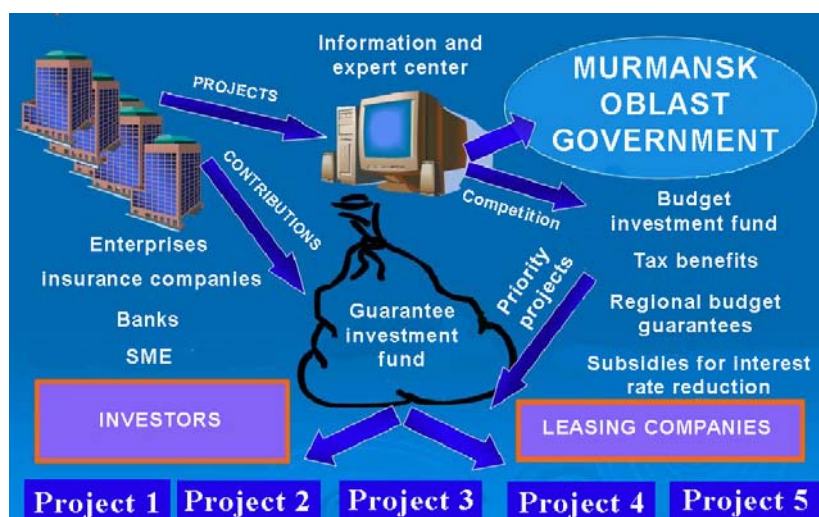 Information and
expert center
MURMANSK
OBLAST
GOVERNMENT
PROJECTS
CONTRIBUTIONS
Competition
Enterprises
insurance companies
Banks
SME
Guarantee
investment
fund
Priority
projects
Budget
investment fund
Tax benefits
Regional budget
guarantees
Subsidies for interest
rate reduction
INVESTORS
LEASING COMPANIES
Project 1
Project 2
Project 3
Project 4
Project 5